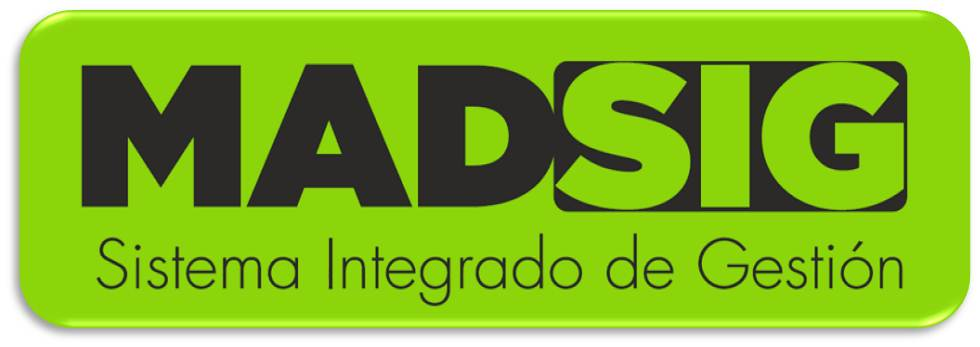 MADSIG
Sistema Integrado de Gestión